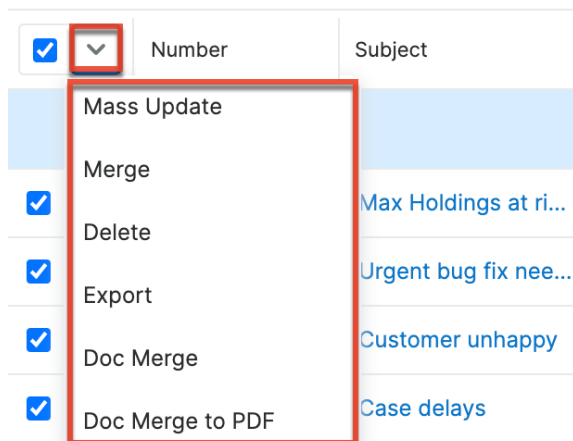 Number Subject
Mass Update
Merge
Max Holdings at ri...
Delete
Urgent bug fix nee...
Export
Customer unhappy
Doc Merge
Case delays
Doc Merge to PDF